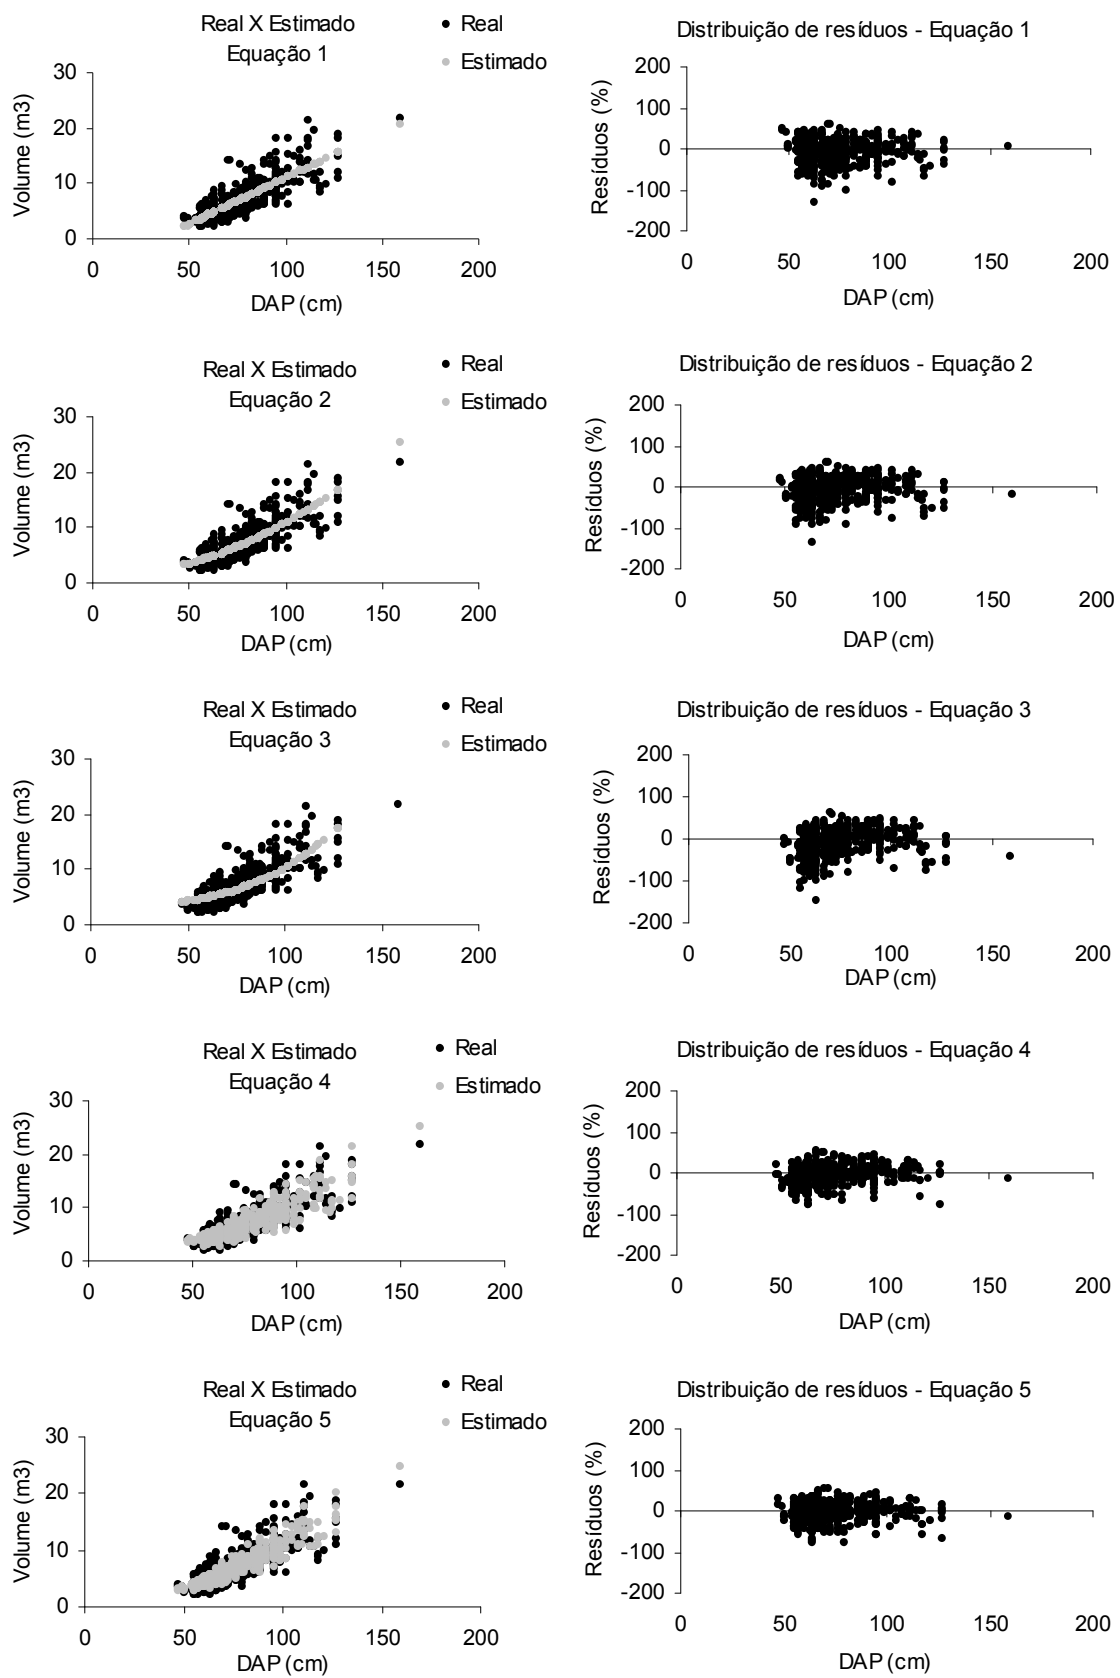 Real X Estimado
Equação 1
Real
Estimado
Volume (m3)
30
20
10
0
0 50 100 150 200
DAP (cm)
Distribuição de resíduos - Equação 1
Resíduos (%)
200
100
0
-100
-200
0 50 100 150 200
DAP (cm)
Real X Estimado
Equação 2
Real
Estimado
Volume (m3)
30
20
10
0
0 50 100 150 200
DAP (cm)
Distribuição de resíduos - Equação 2
Resíduos (%)
200
100
0
-100
-200
0 50 100 150 200
DAP (cm)
Real X Estimado
Equação 3
Real
Estimado
Volume (m3)
30
20
10
0
0 50 100 150 200
DAP (cm)
Distribuição de resíduos - Equação 3
Resíduos (%)
200
100
0
-100
-200
0 50 100 150 200
DAP (cm)
Real X Estimado
Equação 4
Real
Estimado
Volume (m3)
30
20
10
0
0 50 100 150 200
DAP (cm)
Distribuição de resíduos - Equação 4
Resíduos (%)
200
100
0
-100
-200
0 50 100 150 200
DAP (cm)
Real X Estimado
Equação 5
Real
Estimado
Volume (m3)
30
20
10
0
0 50 100 150 200
DAP (cm)
Distribuição de resíduos - Equação 5
Resíduos (%)
200
100
0
-100
-200
0 50 100 150 200
DAP (cm)